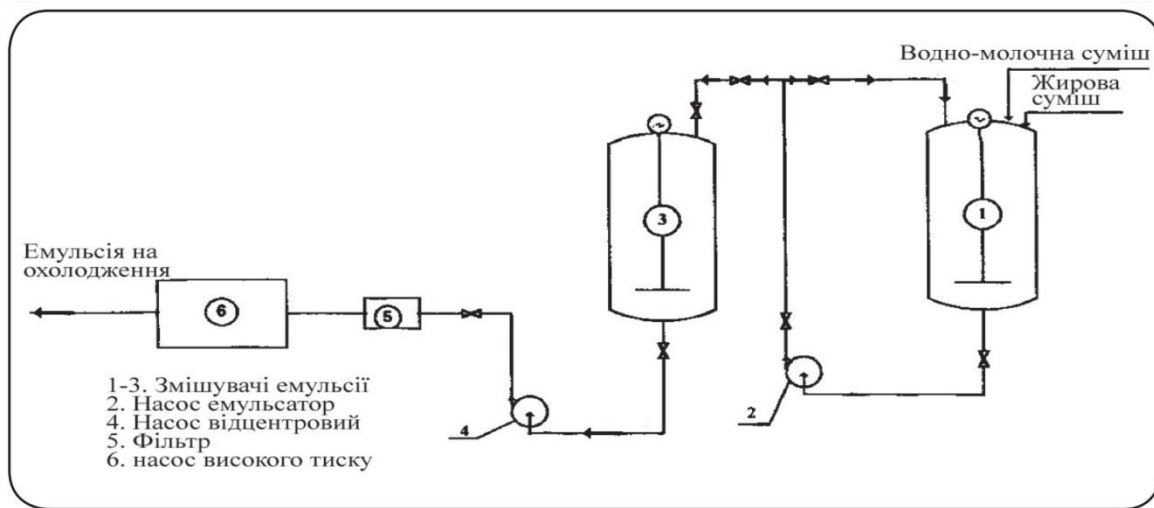 Водно-молочна суміш
Жирова
суміш
3
1
Емульсія на
охолодження
6
5
1-3. Змішувачі емульсії
2. Насос емульсатор
4. Насос відцентровий
5. Фільтр
6. насос високого тиску
4
2